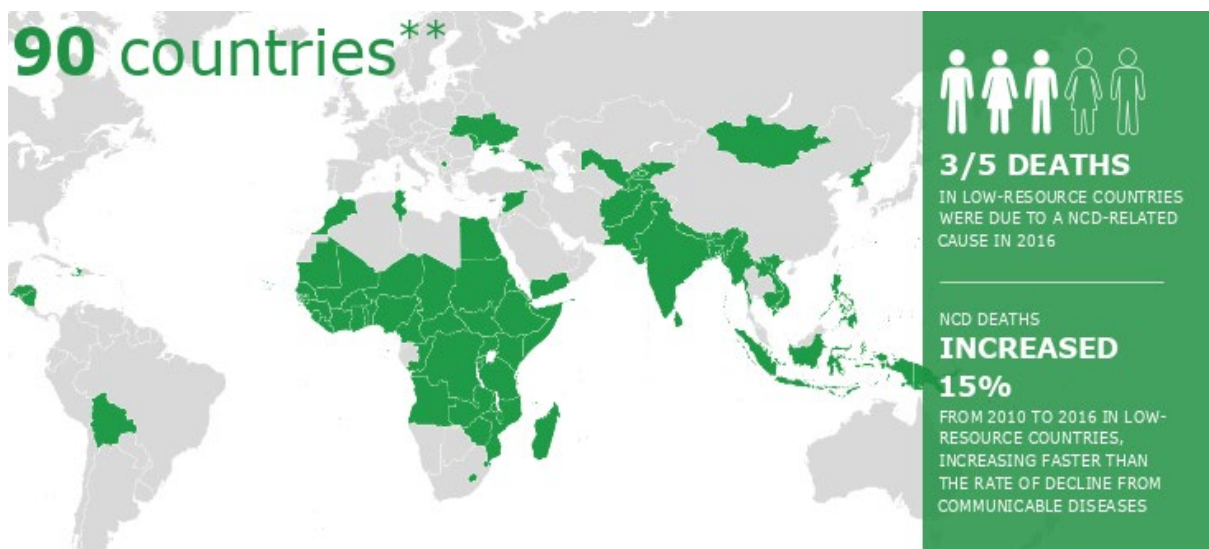 90 countries**
3/5 DEATHS
IN LOW-RESOURCE COUNTRIES
WERE DUE TO A NCD-RELATED
CAUSE IN 2016
NCD DEATHS
INCREASED
15%
FROM 2010 TO 2016 IN LOW-
RESOURCE COUNTRIES,
INCREASING FASTER THAN
THE RATE OF DECLINE FROM
COMMUNICABLE DISEASES